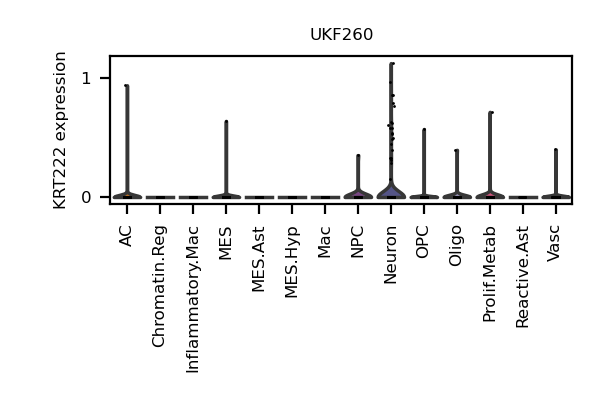 UKF260
KRT222 expression
1
0
AC
Chromatin.Reg
Inflammatory.Mac
MES
MES.Ast
MES.Hyp
Mac
NPC
Neuron
OPC
Oligo
Prolif.Metab
Reactive.Ast
Vasc